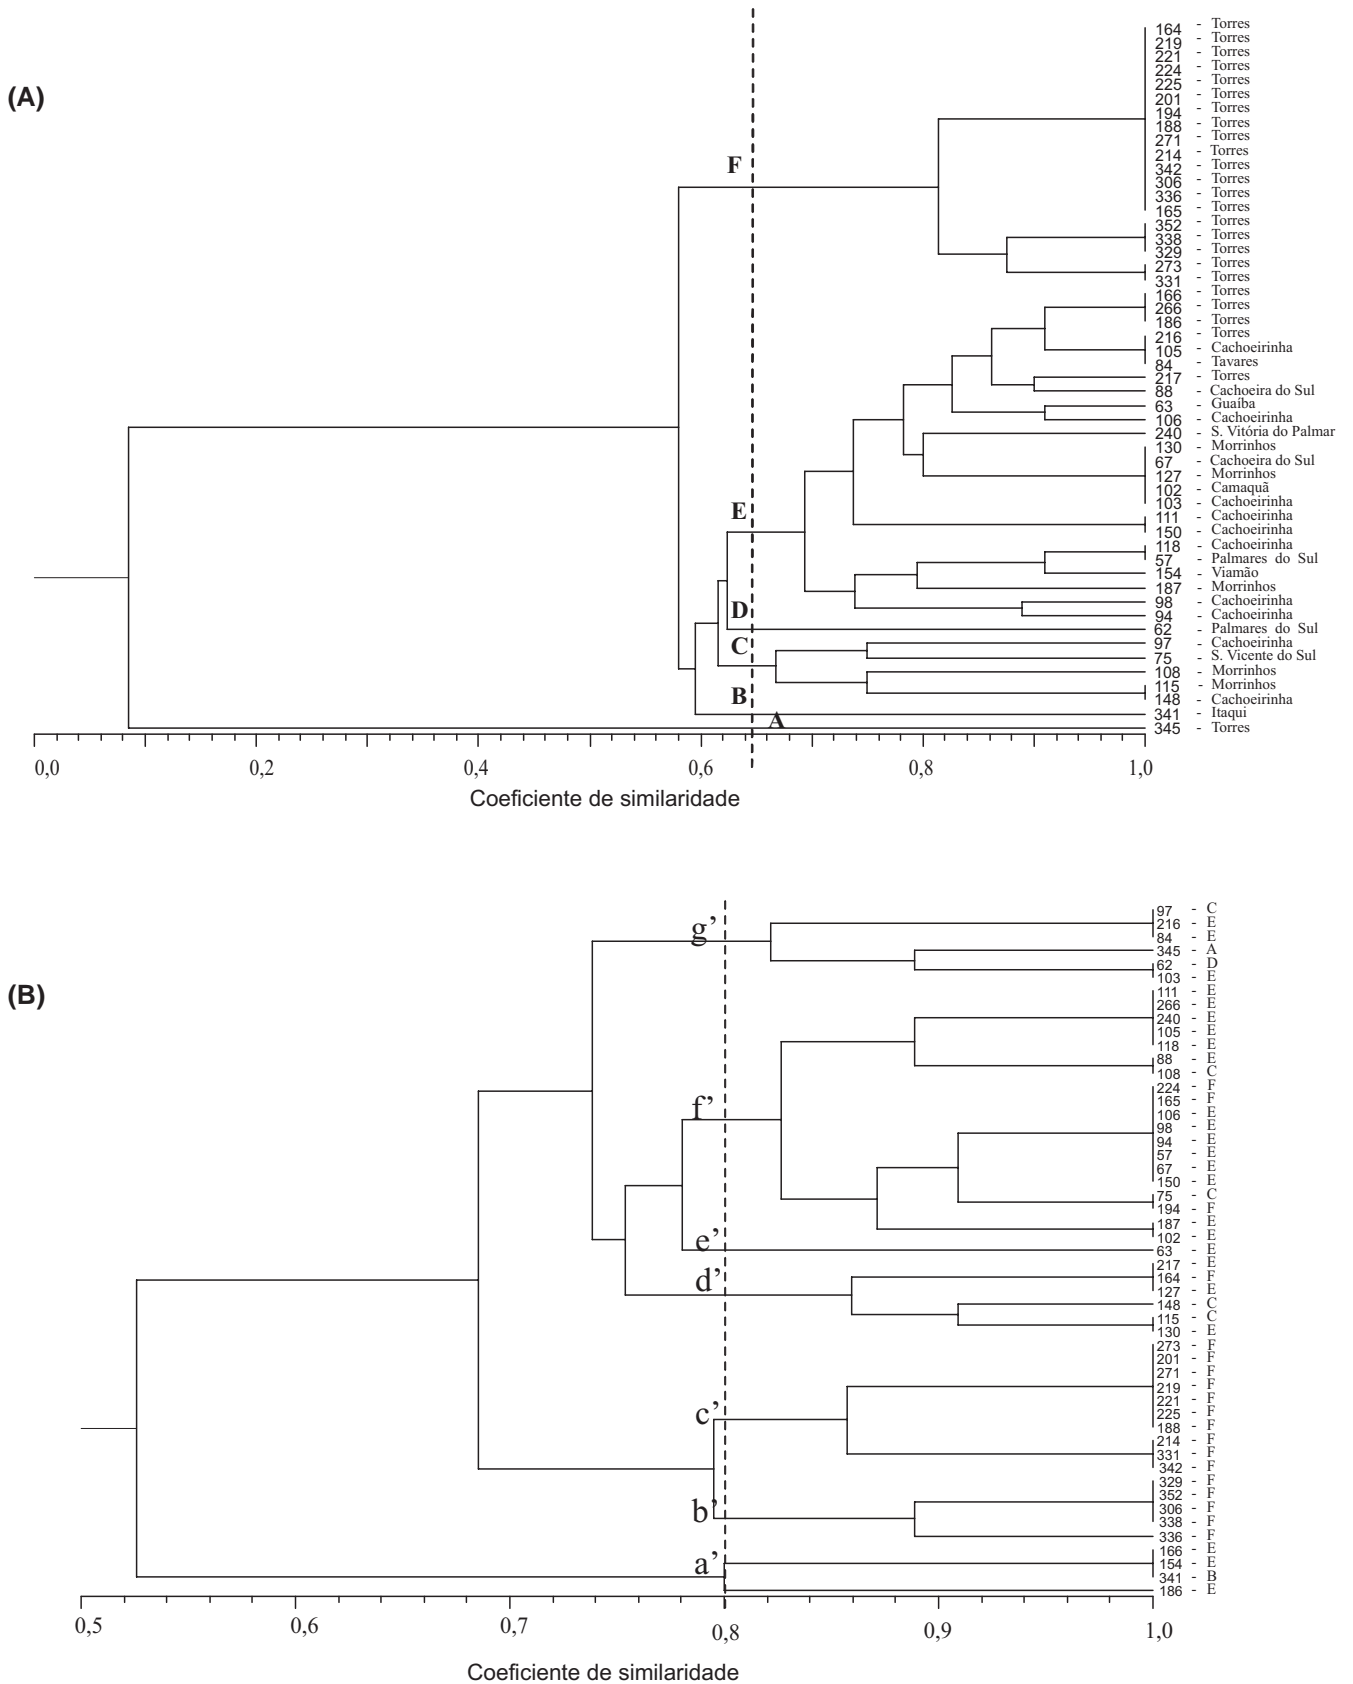 (A)
164 - Torres
219 - Torres
221 - Torres
224 - Torres
225 - Torres
201 - Torres
194 - Torres
188 - Torres
271 - Torres
214 - Torres
342 - Torres
306 - Torres
336 - Torres
165 - Torres
352 - Torres
338 - Torres
329 - Torres
273 - Torres
331 - Torres
166 - Torres
266 - Torres
186 - Torres
216 - Torres
105 - Cachoeirinha
84 - Tavares
217 - Torres
88 - Cachoeira do Sul
63 - Guaíba
106 - Cachoeirinha
240 - S. Vitória do Palmar
130 - Morrinhos
67 - Cachoeira do Sul
127 - Morrinhos
102 - Camaquã
103 - Cachoeirinha
111 - Cachoeirinha
150 - Cachoeirinha
118 - Cachoeirinha
57 - Palmares do Sul
154 - Viamão
187 - Morrinhos
98 - Cachoeirinha
94 - Cachoeirinha
62 - Palmares do Sul
97 - Cachoeirinha
75 - S. Vicente do Sul
108 - Morrinhos
115 - Morrinhos
148 - Cachoeirinha
341 - Itaqui
345 - Torres
F
E
D
C
B
A
0,0 0,2 0,4 0,6 0,8 1,0
Coeficiente de similaridade
(B)
97 - C
216 - E
84 - E
345 - A
62 - D
103 - E
111 - E
266 - E
240 - E
105 - E
118 - E
88 - E
108 - C
224 - F
165 - F
106 - E
98 - E
94 - E
57 - E
67 - E
150 - E
75 - C
194 - F
187 - E
102 - E
63 - E
217 - E
164 - F
127 - E
148 - C
115 - C
130 - E
273 - F
201 - F
271 - F
219 - F
221 - F
225 - F
188 - F
214 - F
331 - F
342 - F
329 - F
352 - F
306 - F
338 - F
336 - F
166 - E
154 - E
341 - B
186 - E
g’
f’
e’
d’
c’
b’
a’
0,5 0,6 0,7 0,8 0,9 1,0
Coeficiente de similaridade